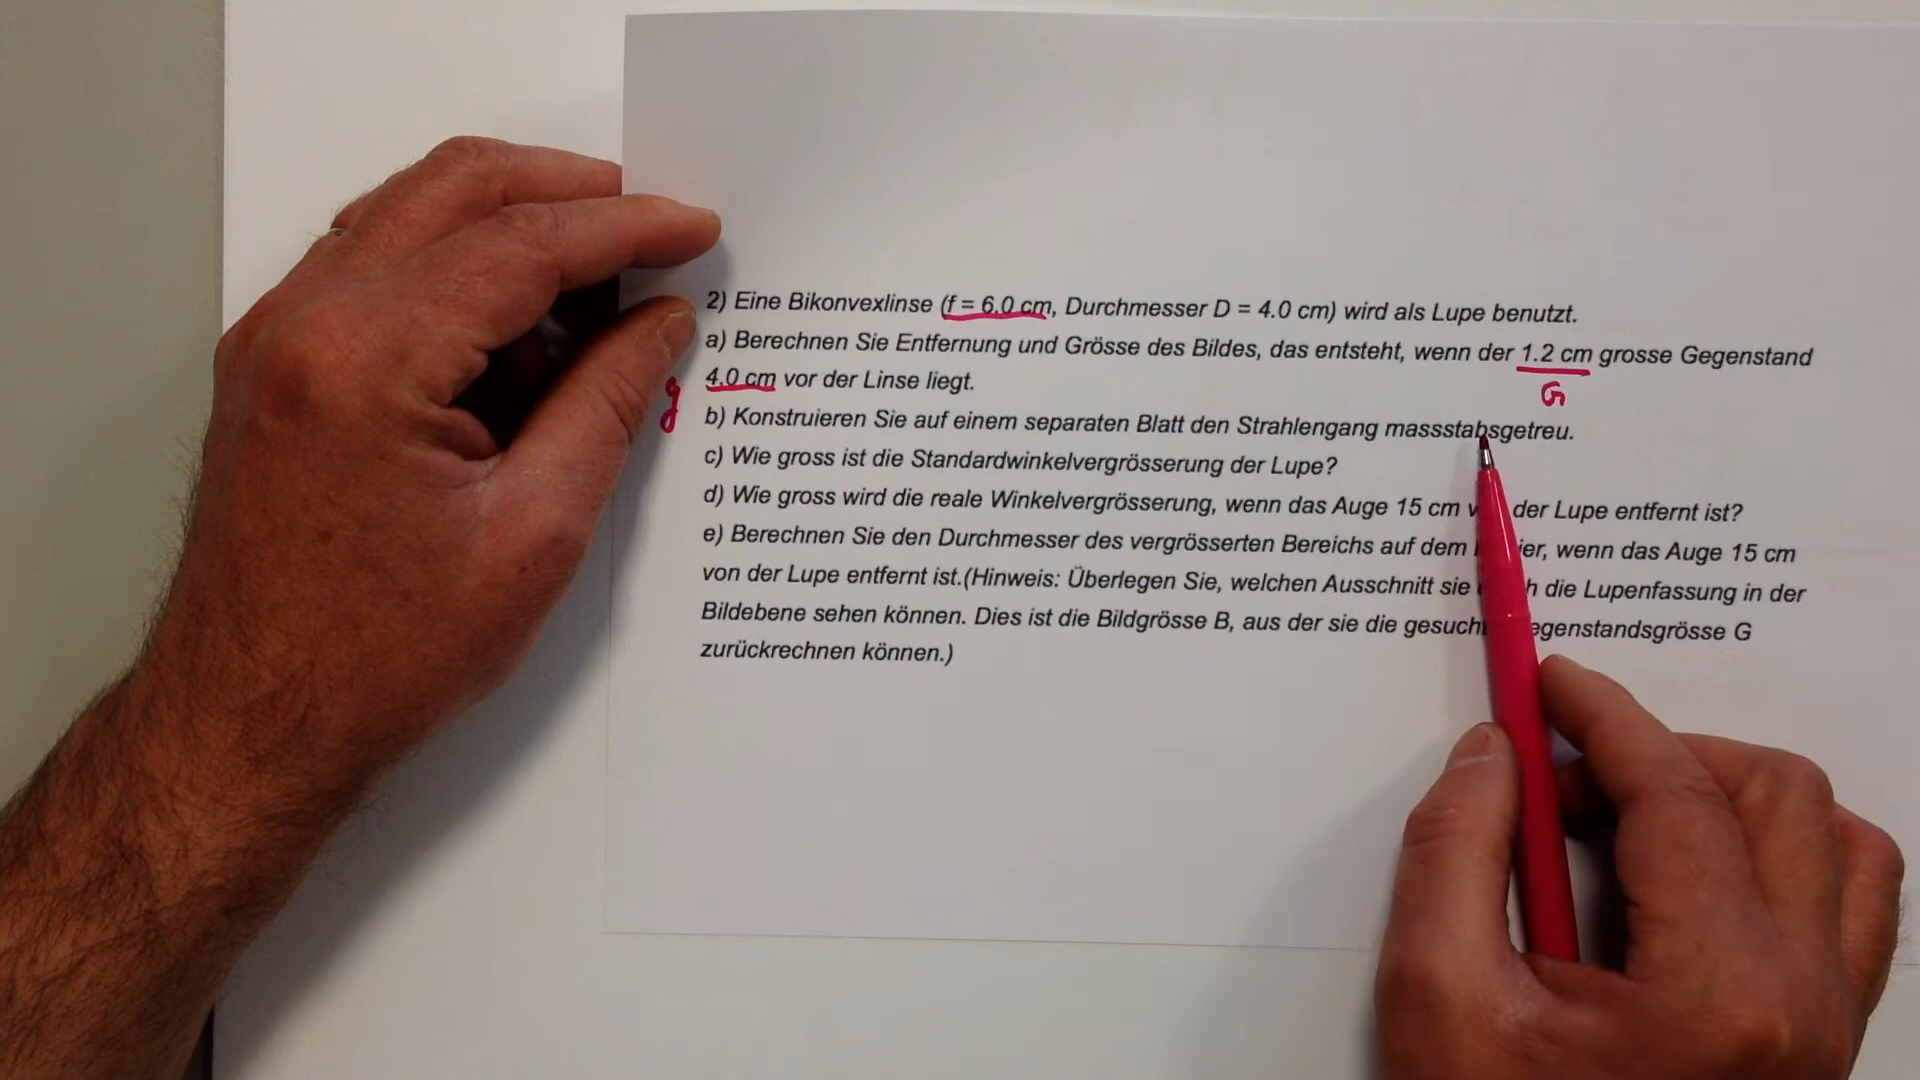 2) Eine Bikonvexlinse (f = 6.0 cm, Durchmesser D = 4.0 cm) wird als Lupe benutzt.
a) Berechnen Sie Entfernung und Grösse des Bildes, das entsteht, wenn der 1.2 cm grosse Gegenstand
G
4.0 cm vor der Linse liegt.
g
b) Konstruieren Sie auf einem separaten Blatt den Strahlengang massstabsgetreu.
c) Wie gross ist die Standardwinkelvergrösserung der Lupe?
d) Wie gross wird die reale Winkelvergrösserung, wenn das Auge 15 cm der Lupe entfernt ist?
e) Berechnen Sie den Durchmesser des vergrösserten Bereichs auf dem wenn das Auge 15 cm
von der Lupe entfernt ist.(Hinweis: Überlegen Sie, welchen Ausschnitt sie die Lupenfassung in der
Bildebene sehen können. Dies ist die Bildgrösse B, aus der sie die G
zurückrechnen können.)